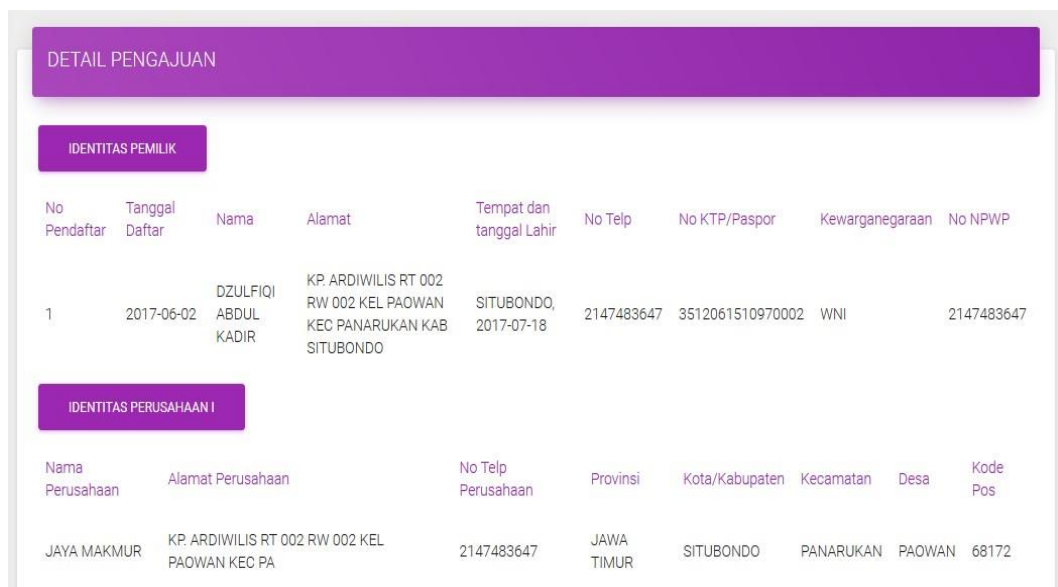 DETAIL PENGAJUAN
IDENTITAS PEMILIK
No Pendaftar
Tanggal Daftar
Nama
Alamat
Tempat dan tanggal Lahir
No Telp
No KTP/Paspor
Kewarganegaraan
No NPWP
1
2017-06-02
DZULFIQI
ABDUL
KADIR
KP. ARDIWILIS RT 002
RW 002 KEL PAOWAN
KEC PANARUKAN KAB
SITUBONDO
SITUBONDO,
2017-07-18
2147483647
3512061510970002
WNI
2147483647
IDENTITAS PERUSAHAAN I
Nama
Perusahaan
Alamat Perusahaan
No Telp
Perusahaan
Provinsi
Kota/Kabupaten
Kecamatan
Desa
Kode
Pos
JAYA MAKMUR
KP. ARDIWILIS RT 002 RW 002 KEL
PAOWAN KEC PA
2147483647
JAWA
TIMUR
SITUBONDO
PANARUKAN
PAOWAN
68172